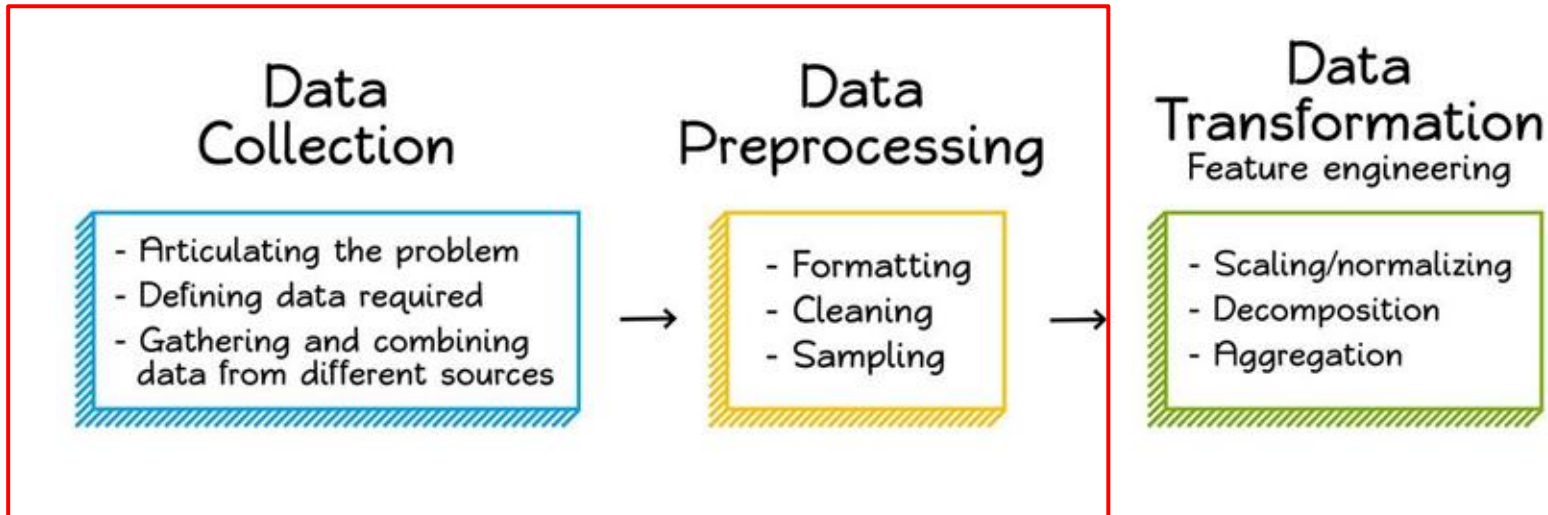 Data
Collection
- Articulating the problem
- Defining data required
- Gathering and combining
data from different sources
Data
Preprocessing
- Formatting
- Cleaning
- Sampling
Data
Transformation
Feature engineering
- Scaling/normalizing
- Decomposition
- Aggregation